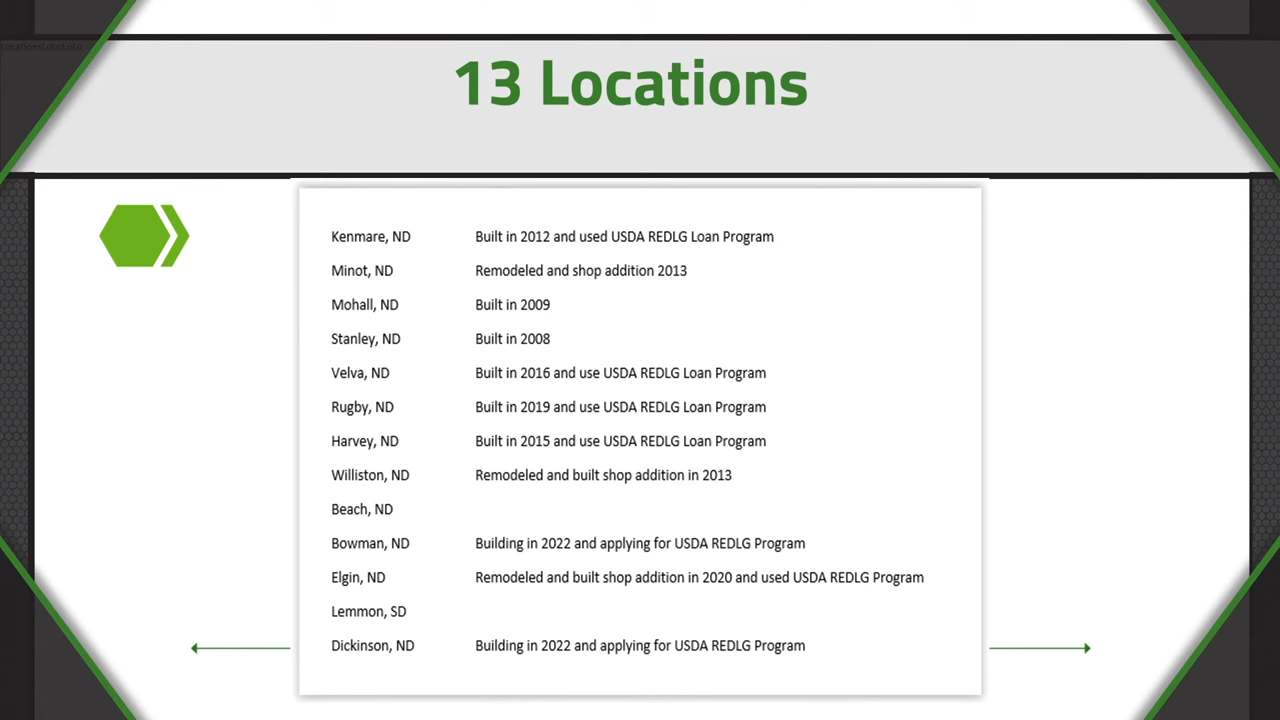 LocationsLoLoLoLo
13 Locations
Kenmare, ND Built in 2012 and used USDA REDLG Loan Program
Minot, ND Remodeled and shop addition 2013
Mohall, ND Built in 2009
Stanley, ND Built in 2008
Velva, ND Built in 2016 and use USDA REDLG Loan Program
Rugby, ND Built in 2019 and use USDA REDLG Loan Program
Harvey, ND Built in 2015 and use USDA REDLG Loan Program
Williston, ND Remodeled and built shop addition in 2013
Beach, ND
Bowman, ND Building in 2022 and applying for USDA REDLG Program
Elgin, ND Remodeled and built shop addition in 2020 and used USDA REDLG Program
Lemmon, SD
Dickinson, ND Building in 2022 and applying for USDA REDLG Program